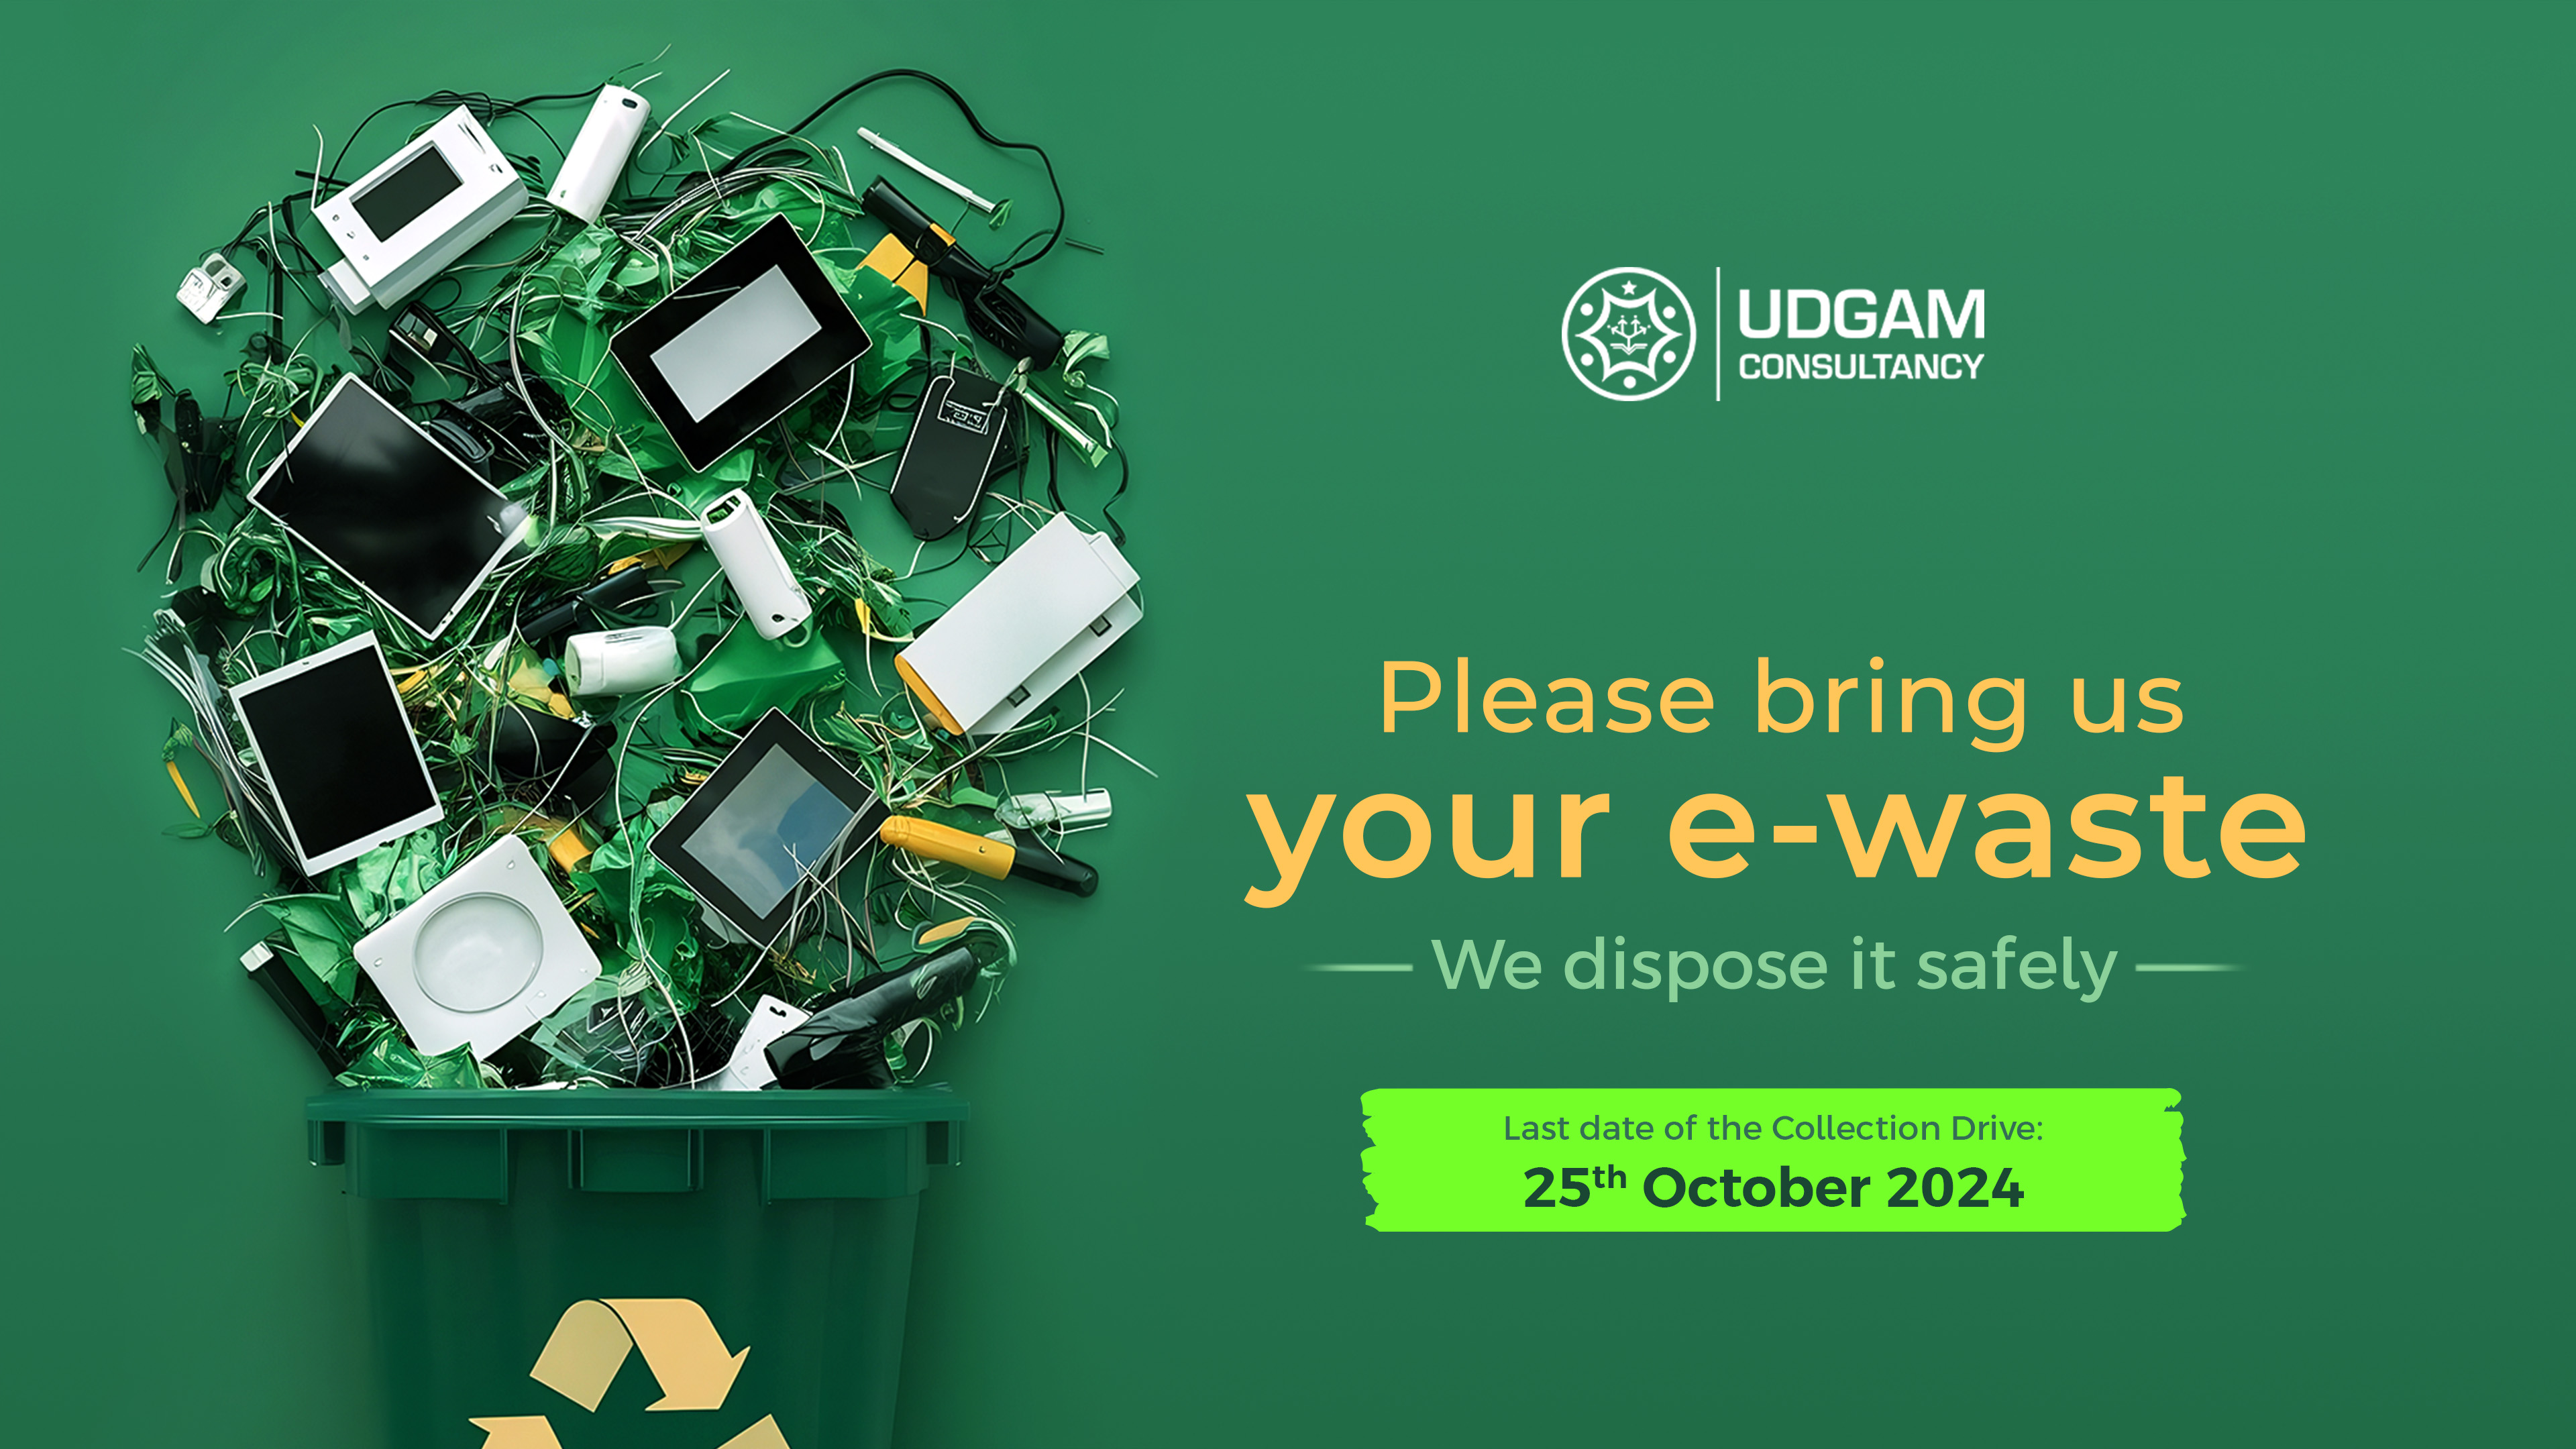 UDGAM
CONSULTANCY
Please bring us
your e-waste
We dispose it safely
Last date of the Collection Drive:
25th October 2024